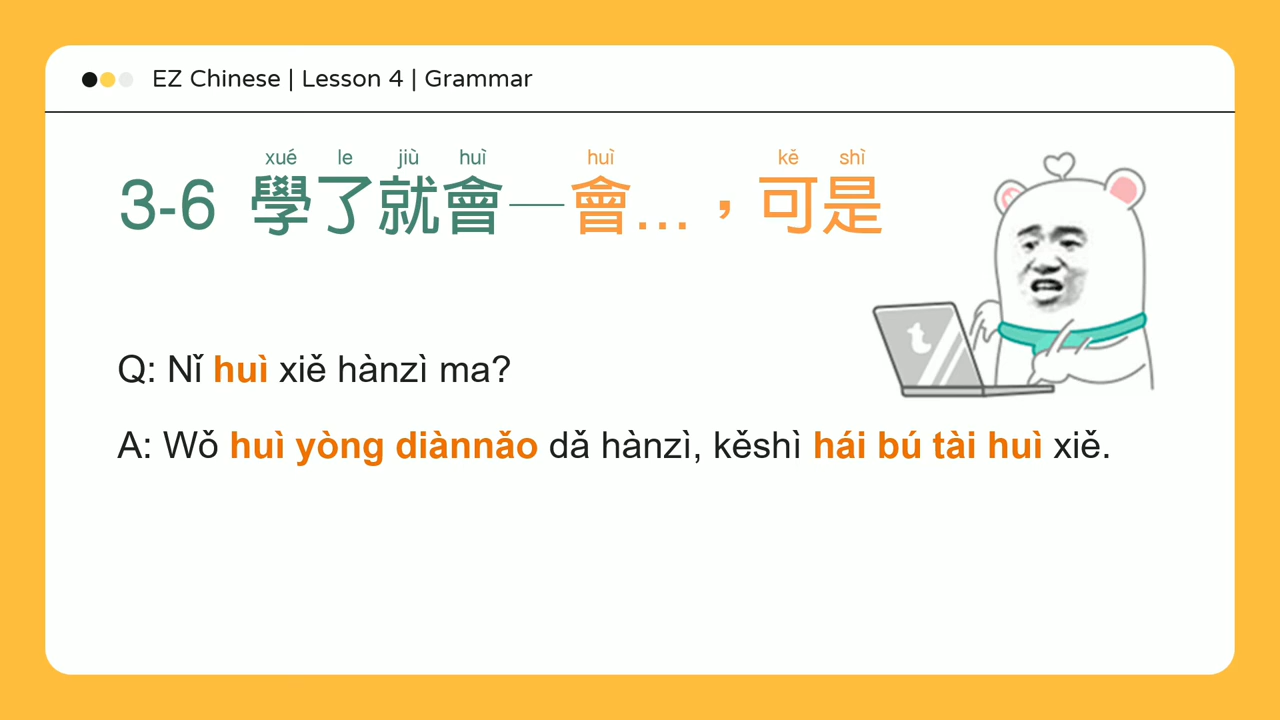 EZ Chinese | Lesson 4 | Grammar
xué le jiù huì huì kě shì
3-6 學了就會—會...，可是
Q: Nǐ huì xiě hànzì ma?
A: Wǒ huì yòng diànnǎo dǎ hànzì, kěshì hái bú tài huì xiě.